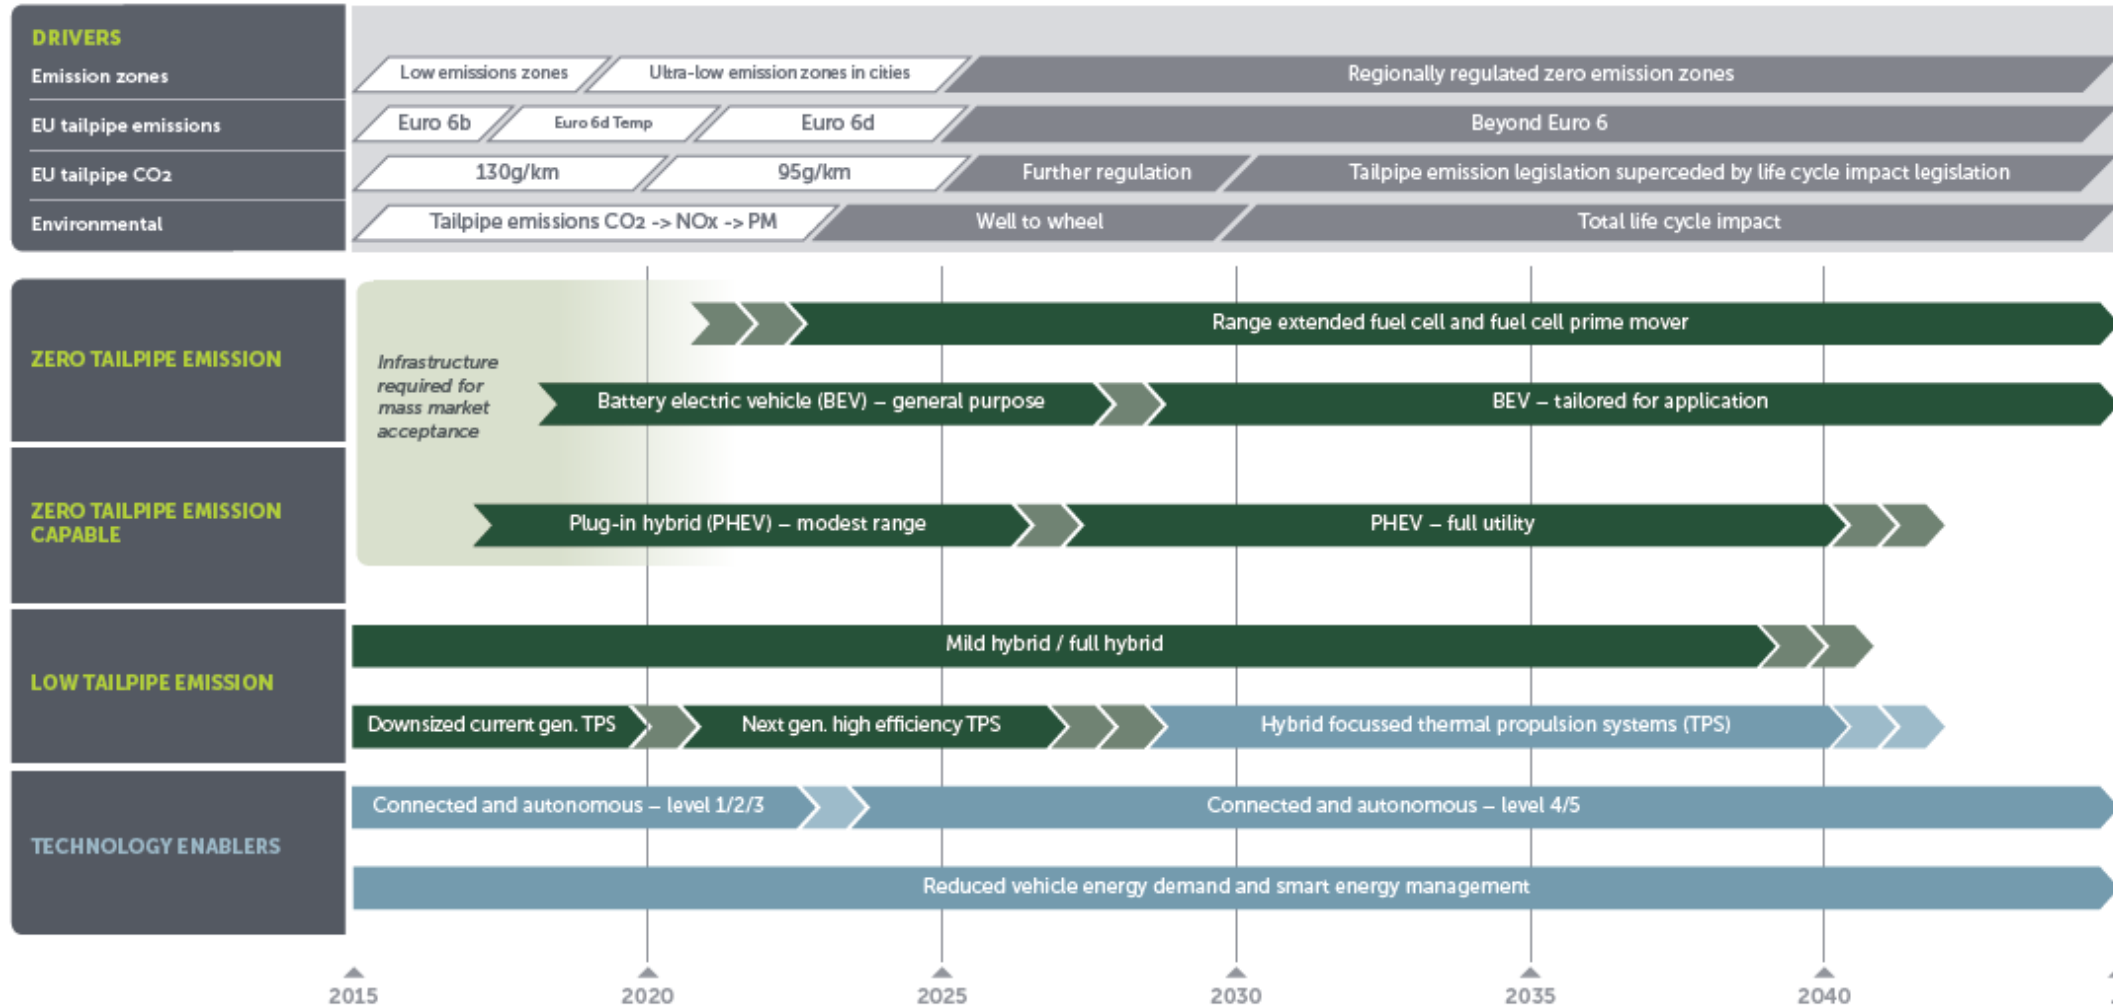 DRIVERS
Emission zones
Low emissions zones
Ultra-low emission zones in cities
Regionally regulated zero emission zones
EU tailpipe emissions
Euro 6b
Euro 6d Temp
Euro 6d
Beyond Euro 6
EU tailpipe CO2
130g/km
95g/km
Further regulation
Tailpipe emission legislation superceded by life cycle impact legislation
Environmental
Tailpipe emissions CO2 -> NOx -> PM
Well to wheel
Total life cycle impact
ZERO TAILPIPE EMISSION
Infrastructure
required for
mass market
acceptance
Range extended fuel cell and fuel cell prime mover
Battery electric vehicle (BEV) – general purpose
BEV – tailored for application
ZERO TAILPIPE EMISSION
CAPABLE
Plug-in hybrid (PHEV) – modest range
PHEV – full utility
LOW TAILPIPE EMISSION
Mild hybrid / full hybrid
Downsized current gen. TPS
Next gen. high efficiency TPS
Hybrid focussed thermal propulsion systems (TPS)
TECHNOLOGY ENABLERS
Connected and autonomous – level 1/2/3
Connected and autonomous – level 4/5
Reduced vehicle energy demand and smart energy management
2015
2020
2025
2030
2035
2040